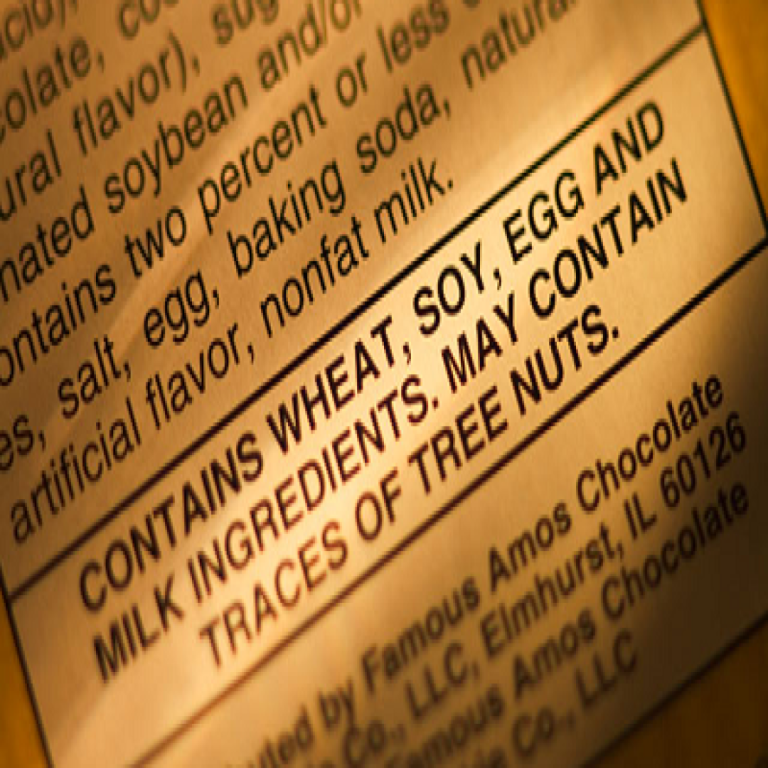 colate, sug
ural flavor),
nated soybean and/or
ontains two percent or less
es, salt, egg, baking soda, natural
artificial flavor, nonfat milk.
CONTAINS WHEAT, SOY, EGG AND
MILK INGREDIENTS. MAY CONTAIN
TRACES OF TREE NUTS.
uted by Famous Amos Chocolate
Co., LLC, Elmhurst, IL 60126
Famous Amos Chocolate
Co., LLC